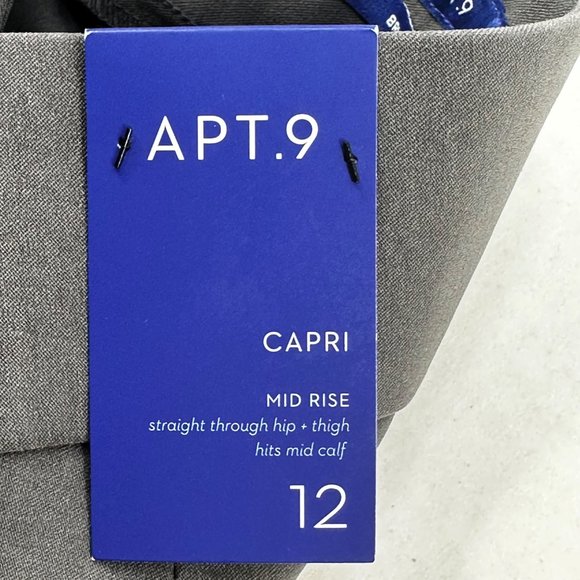 APT.9
CAPRI
MID RISE
straight through hip + thigh
hits mid calf
12